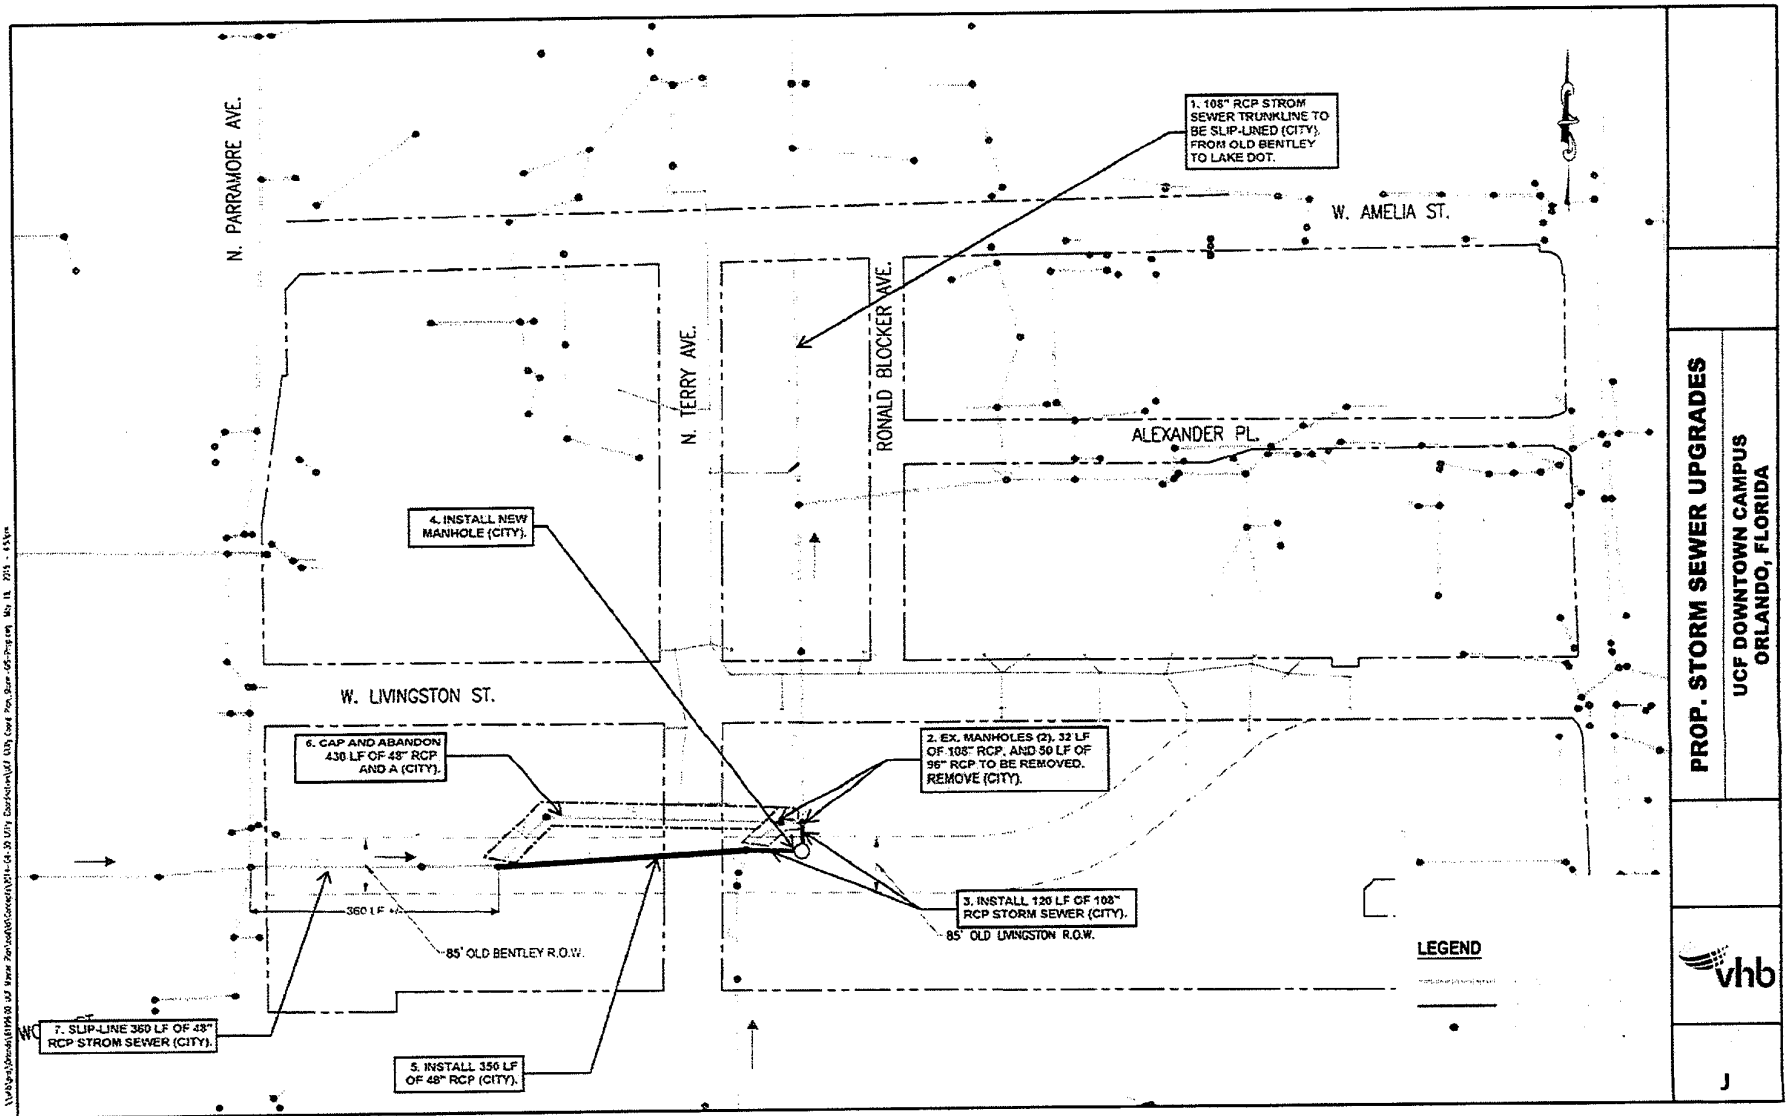 1. 108" RCP STROM
SEWER TRUNKLINE TO
BE SLIP-LINED (CITY).
FROM OLD BENTLEY
TO LAKE DOT.
N. PARRAMORE AVE.
W. AMELIA ST.
N. TERRY AVE.
RONALD BLOCKER AVE.
ALEXANDER PL.
4. INSTALL NEW
MANHOLE (CITY).
W. LIVINGSTON ST.
6. CAP AND ABANDON
430 LF OF 48" RCP
AND A (CITY).
2. EX. MANHOLES (2), 32 LF
OF 108" RCP, AND 50 LF OF
96" RCP TO BE REMOVED.
REMOVE (CITY).
360 LF +/-
85' OLD BENTLEY R.O.W.
3. INSTALL 120 LF OF 108"
RCP STORM SEWER (CITY).
85' OLD LIVINGSTON R.O.W.
7. SLIP-LINE 360 LF OF 48"
RCP STROM SEWER (CITY).
5. INSTALL 350 LF
OF 48" RCP (CITY).
LEGEND
PROP. STORM SEWER UPGRADES
UCF DOWNTOWN CAMPUS
ORLANDO, FLORIDA
vhb
J